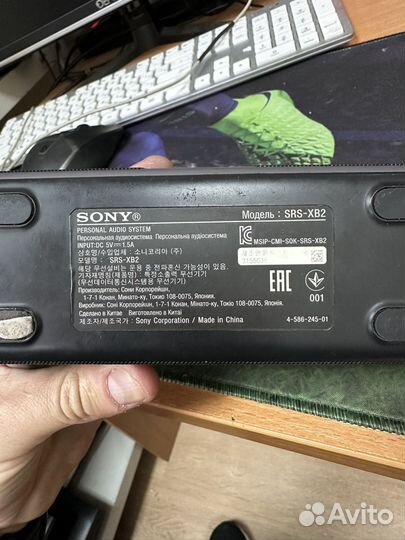 SONY®
Модель : SRS-XB2
PERSONAL AUDIO SYSTEM
Персональная аудиосистема Персональна аудіосистема
INPUT:DC 5V⎓1.5A
상호명/수입업체 : 소니코리아 (주)
모델명 : SRS-XB2
해당 무선설비는 운용 중 전파혼신 가능성이 있음.
기자재명칭(제품명) : 특정소출력 무선기기
(무선데이터통신시스템용 무선기기)
MSIP-CMI-SOK-SRS-XB2
EAC
001
Производитель: Сони Корпорейшн,
1-7-1 Конан, Минато-ку, Токио 108-0075, Япония.
Виробник: Соні Корпорейшн, 1-7-1 Конан, Мінато-ку, Токіо 108-0075, Японія.
Сделано в Китае Виготовлено в Китаї
제조자/제조국가 : Sony Corporation / Made in China
4-586-245-01
Avito